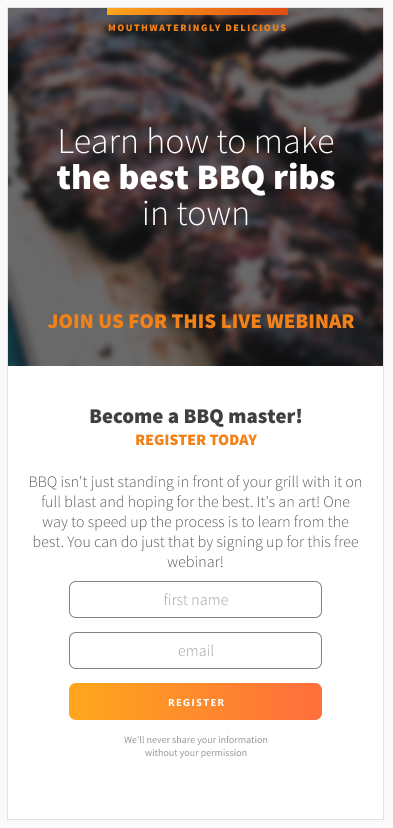 MOUTHWATERINGLY DELICIOUS
Learn how to make
the best BBQ ribs
in town
JOIN US FOR THIS LIVE WEBINAR
Become a BBQ master!
REGISTER TODAY
BBQ isn't just standing in front of your grill with it on
full blast and hoping for the best. It's an art! One
way to speed up the process is to learn from the
best. You can do just that by signing up for this free
webinar!
first name
email
REGISTER
We'll never share your information
without your permission